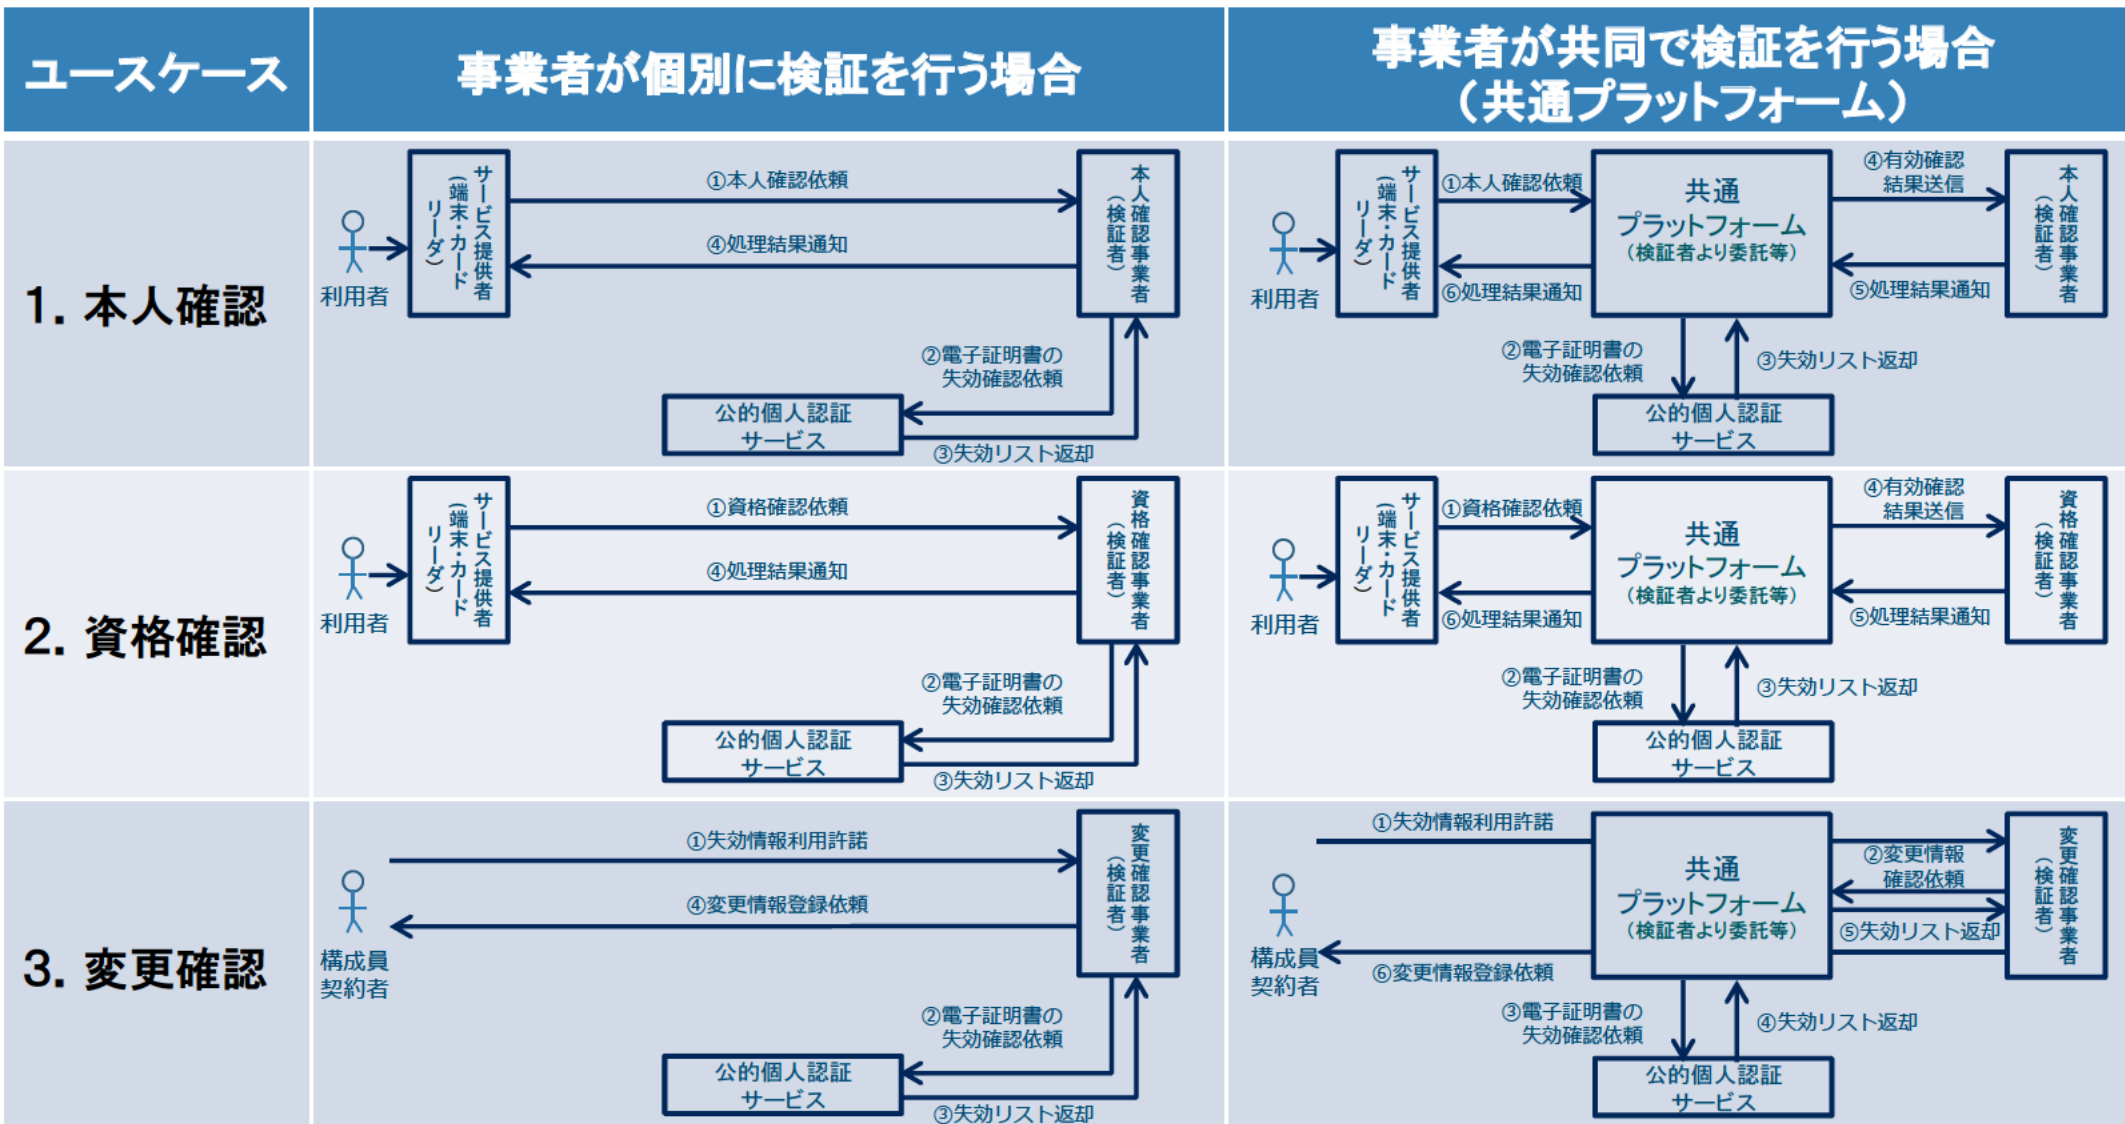 ユースケース
事業者が個別に検証を行う場合
事業者が共同で検証を行う場合
（共通プラットフォーム）
1. 本人確認
利用者
サービス提供者
（端末・カード
リーダ）
①本人確認依頼
④処理結果通知
本人確認事業者
（検証者）
②電子証明書の
失効確認依頼
公的個人認証
サービス
③失効リスト返却
利用者
サービス提供者
（端末・カード
リーダ）
①本人確認依頼
⑥処理結果通知
共通
プラットフォーム
（検証者より委託等）
④有効確認
結果送信
⑤処理結果通知
本人確認事業者
（検証者）
②電子証明書の
失効確認依頼
③失効リスト返却
公的個人認証
サービス
2. 資格確認
利用者
サービス提供者
（端末・カード
リーダ）
①資格確認依頼
④処理結果通知
資格確認事業者
（検証者）
②電子証明書の
失効確認依頼
公的個人認証
サービス
③失効リスト返却
利用者
サービス提供者
（端末・カード
リーダ）
①資格確認依頼
⑥処理結果通知
共通
プラットフォーム
（検証者より委託等）
④有効確認
結果送信
⑤処理結果通知
資格確認事業者
（検証者）
②電子証明書の
失効確認依頼
③失効リスト返却
公的個人認証
サービス
3. 変更確認
構成員
契約者
①失効情報利用許諾
④変更情報登録依頼
変更確認事業者
（検証者）
②電子証明書の
失効確認依頼
公的個人認証
サービス
③失効リスト返却
構成員
契約者
①失効情報利用許諾
⑥変更情報登録依頼
共通
プラットフォーム
（検証者より委託等）
②変更情報
確認依頼
⑤失効リスト返却
変更確認事業者
（検証者）
③電子証明書の
失効確認依頼
④失効リスト返却
公的個人認証
サービス